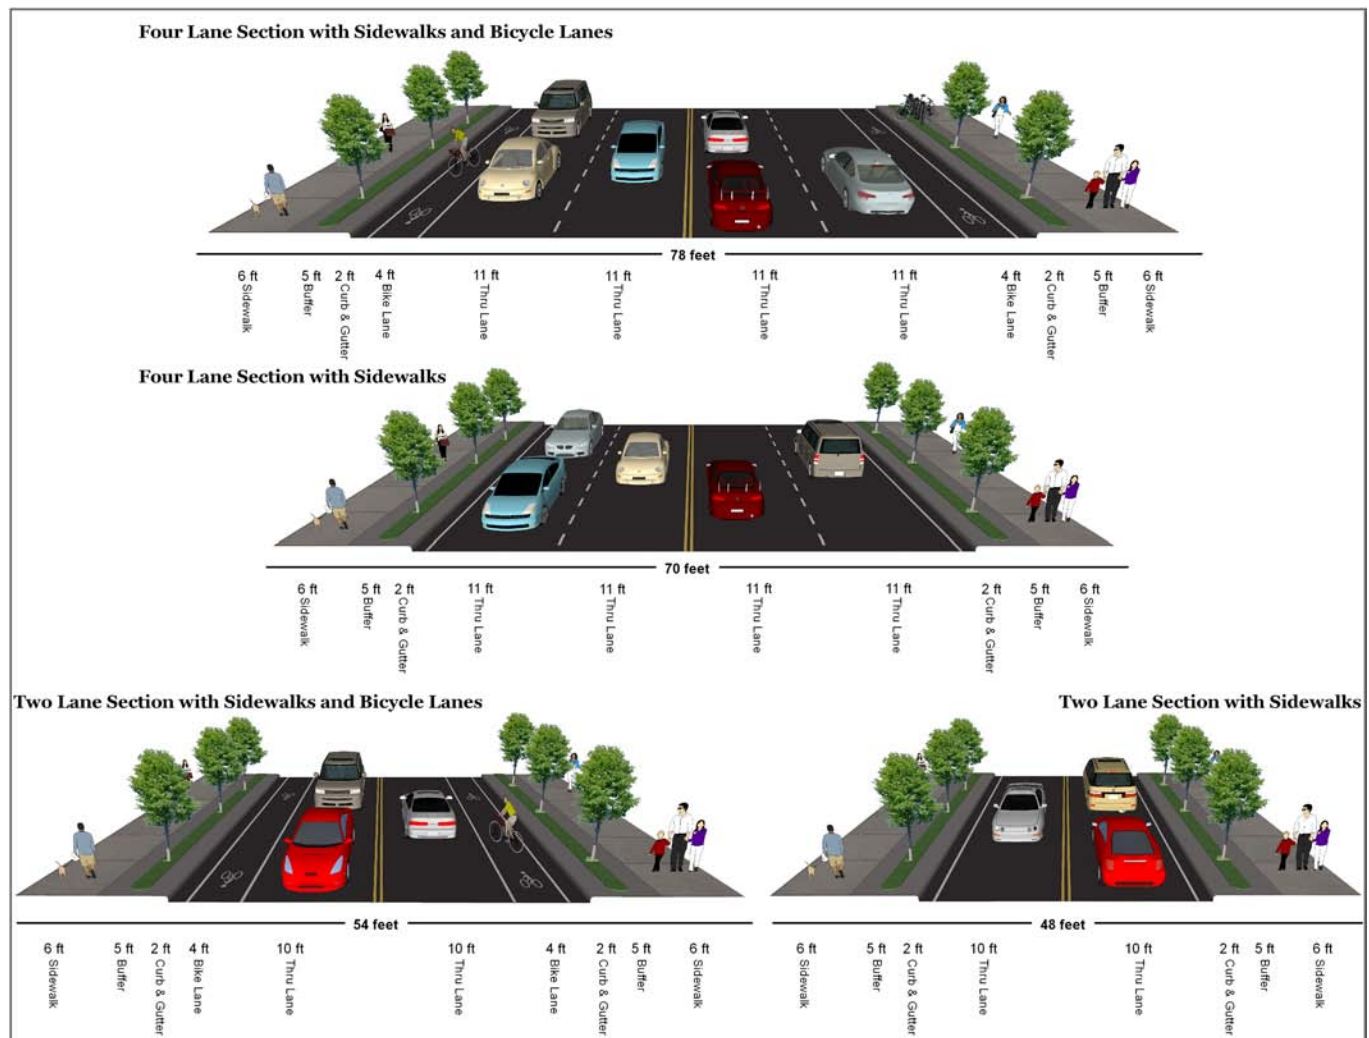 Four Lane Section with Sidewalks and Bicycle Lanes
78 feet
6 ft Sidewalk
5 ft Buffer
2 ft Curb & Gutter
4 ft Bike Lane
11 ft Thru Lane
11 ft Thru Lane
11 ft Thru Lane
11 ft Thru Lane
4 ft Bike Lane
2 ft Curb & Gutter
5 ft Buffer
6 ft Sidewalk
Four Lane Section with Sidewalks
70 feet
6 ft Sidewalk
5 ft Buffer
2 ft Curb & Gutter
11 ft Thru Lane
11 ft Thru Lane
11 ft Thru Lane
11 ft Thru Lane
2 ft Curb & Gutter
5 ft Buffer
6 ft Sidewalk
Two Lane Section with Sidewalks and Bicycle Lanes
54 feet
6 ft Sidewalk
5 ft Buffer
2 ft Curb & Gutter
4 ft Bike Lane
10 ft Thru Lane
10 ft Thru Lane
4 ft Bike Lane
2 ft Curb & Gutter
5 ft Buffer
6 ft Sidewalk
Two Lane Section with Sidewalks
48 feet
6 ft Sidewalk
5 ft Buffer
2 ft Curb & Gutter
10 ft Thru Lane
10 ft Thru Lane
2 ft Curb & Gutter
5 ft Buffer
6 ft Sidewalk